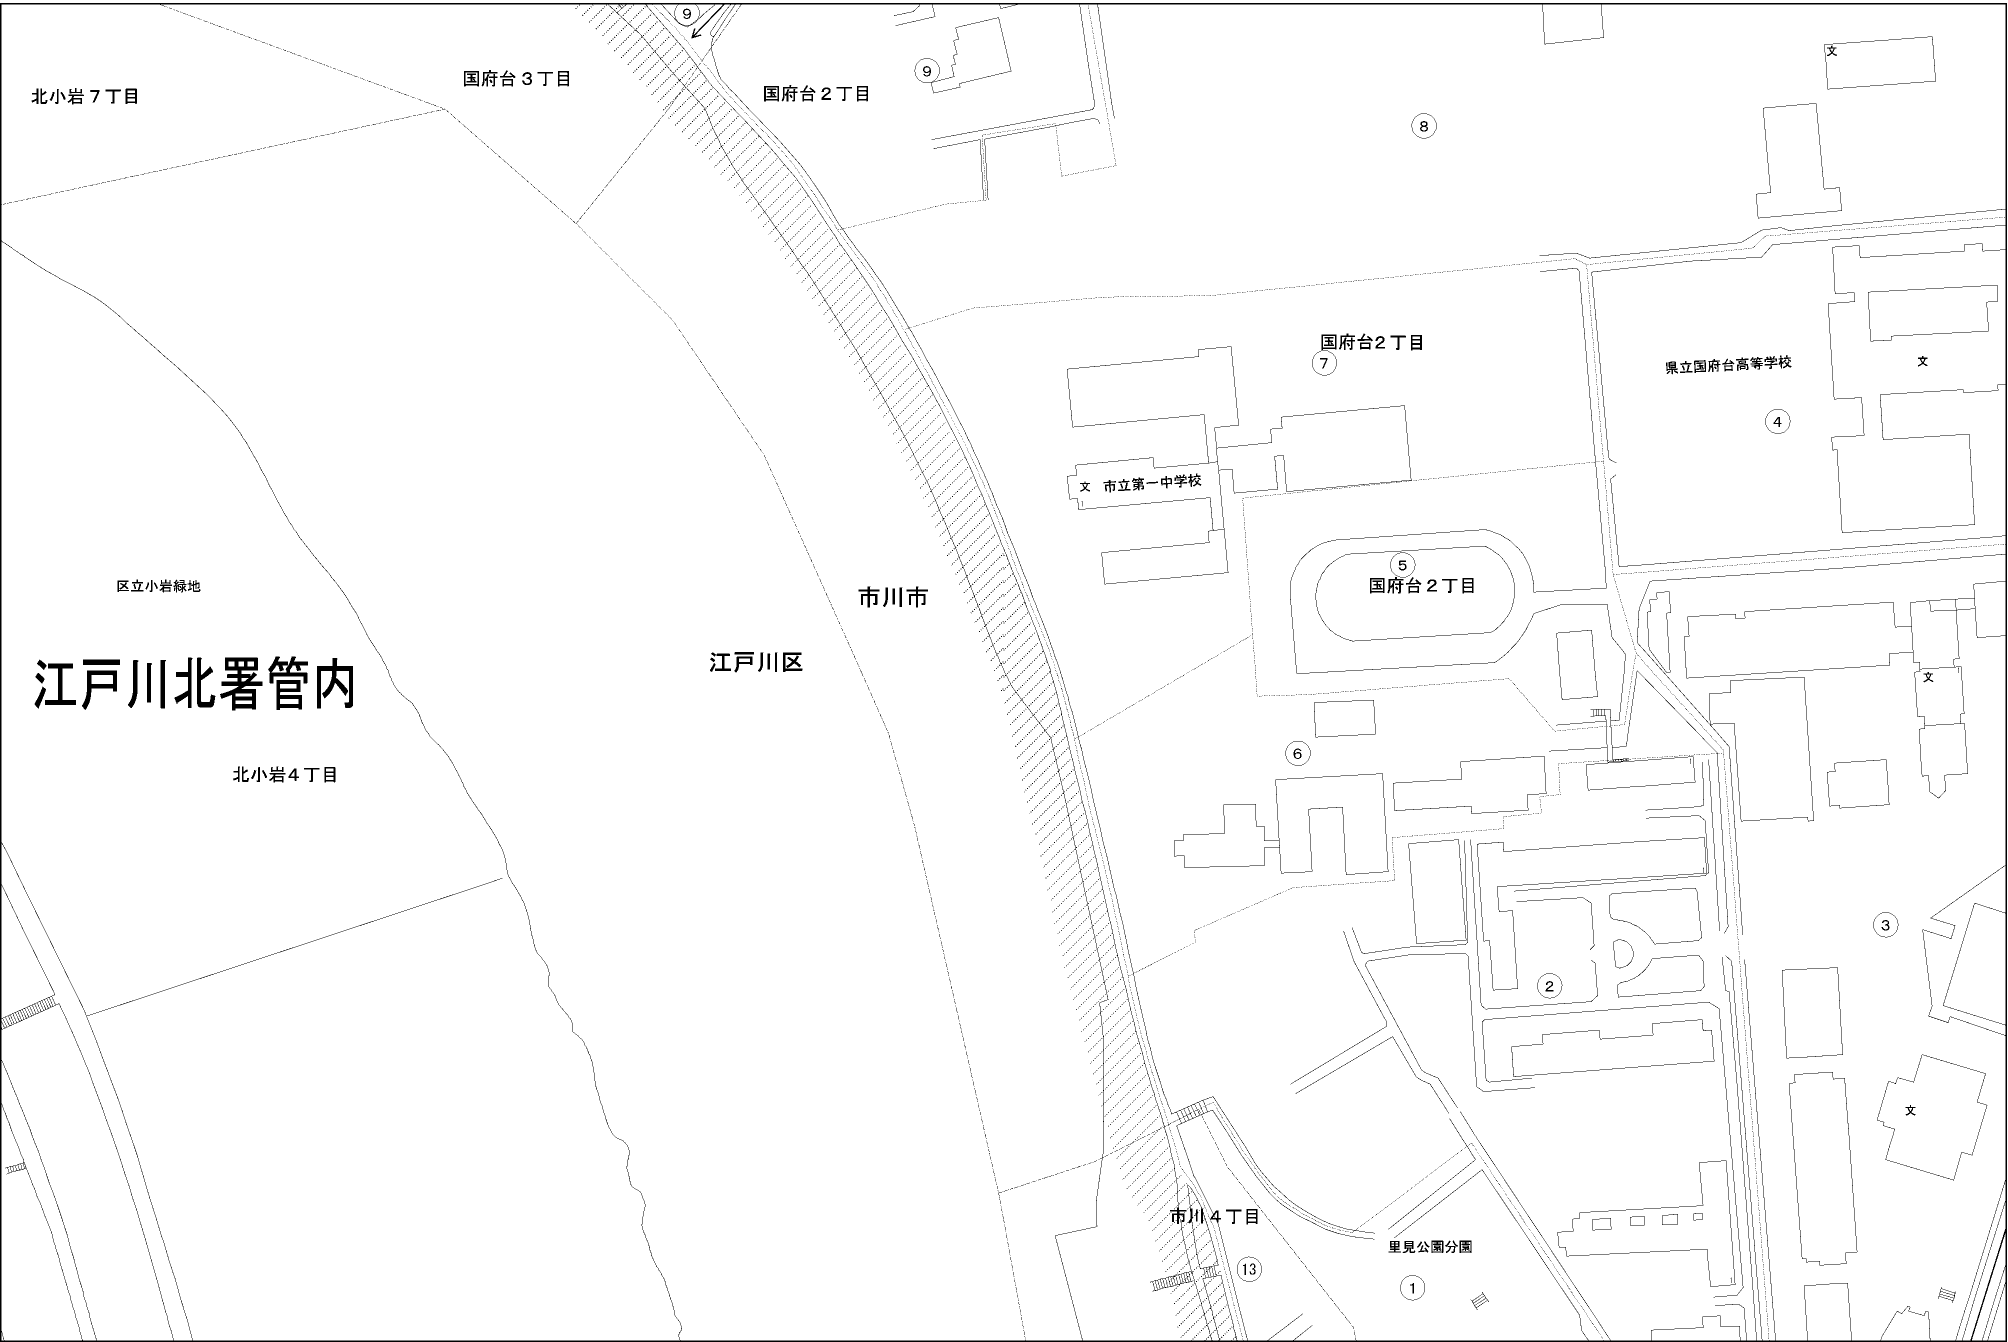 ⑨
文
国府台３丁目
⑨
北小岩７丁目
国府台２丁目
⑧
国府台２丁目
⑦
県立国府台高等学校
文
④
文 市立第一中学校
⑤
国府台２丁目
区立小岩緑地
市川市
江戸川区
江戸川北署管内
文
北小岩４丁目
⑥
③
②
文
市川４丁目
里見公園分園
⑬
①